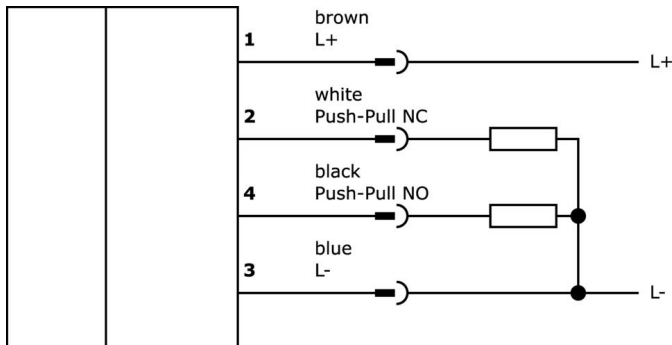 brown
1 L+ L+
white
2 Push-Pull NC
black
4 Push-Pull NO
blue
3 L- L-